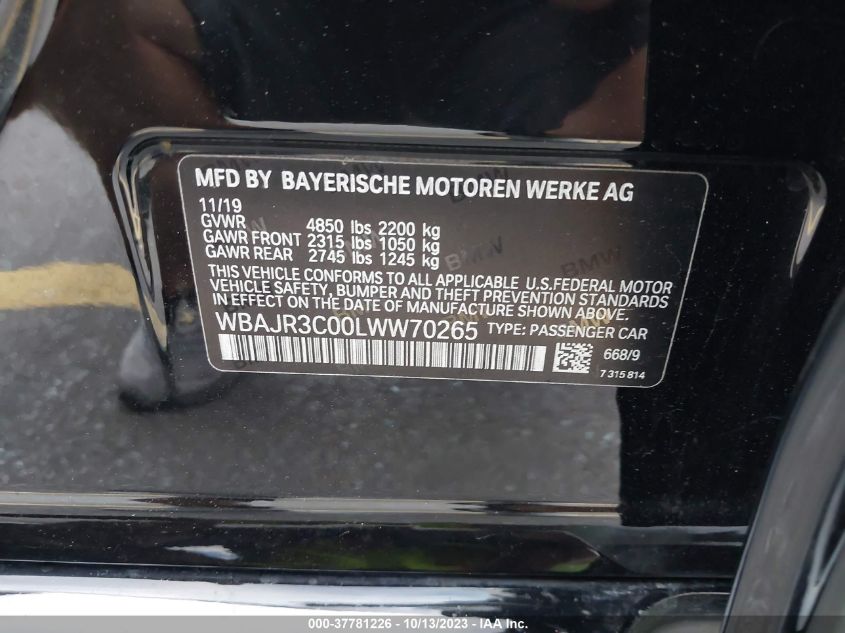 MFD BY BAYERISCHE MOTOREN WERKE AG
11/19
GVWR 4850 lbs 2200 kg
GAWR FRONT 2315 lbs 1050 kg
GAWR REAR 2745 lbs 1245 kg
THIS VEHICLE CONFORMS TO ALL APPLICABLE U.S.FEDERAL MOTOR
VEHICLE SAFETY, BUMPER AND THEFT PREVENTION STANDARDS
IN EFFECT ON THE DATE OF MANUFACTURE SHOWN ABOVE.
WBAJR3C00LWW70265 TYPE: PASSENGER CAR
668/9
7 315 814
000-37781226 - 10/13/2023 - IAAI.COM